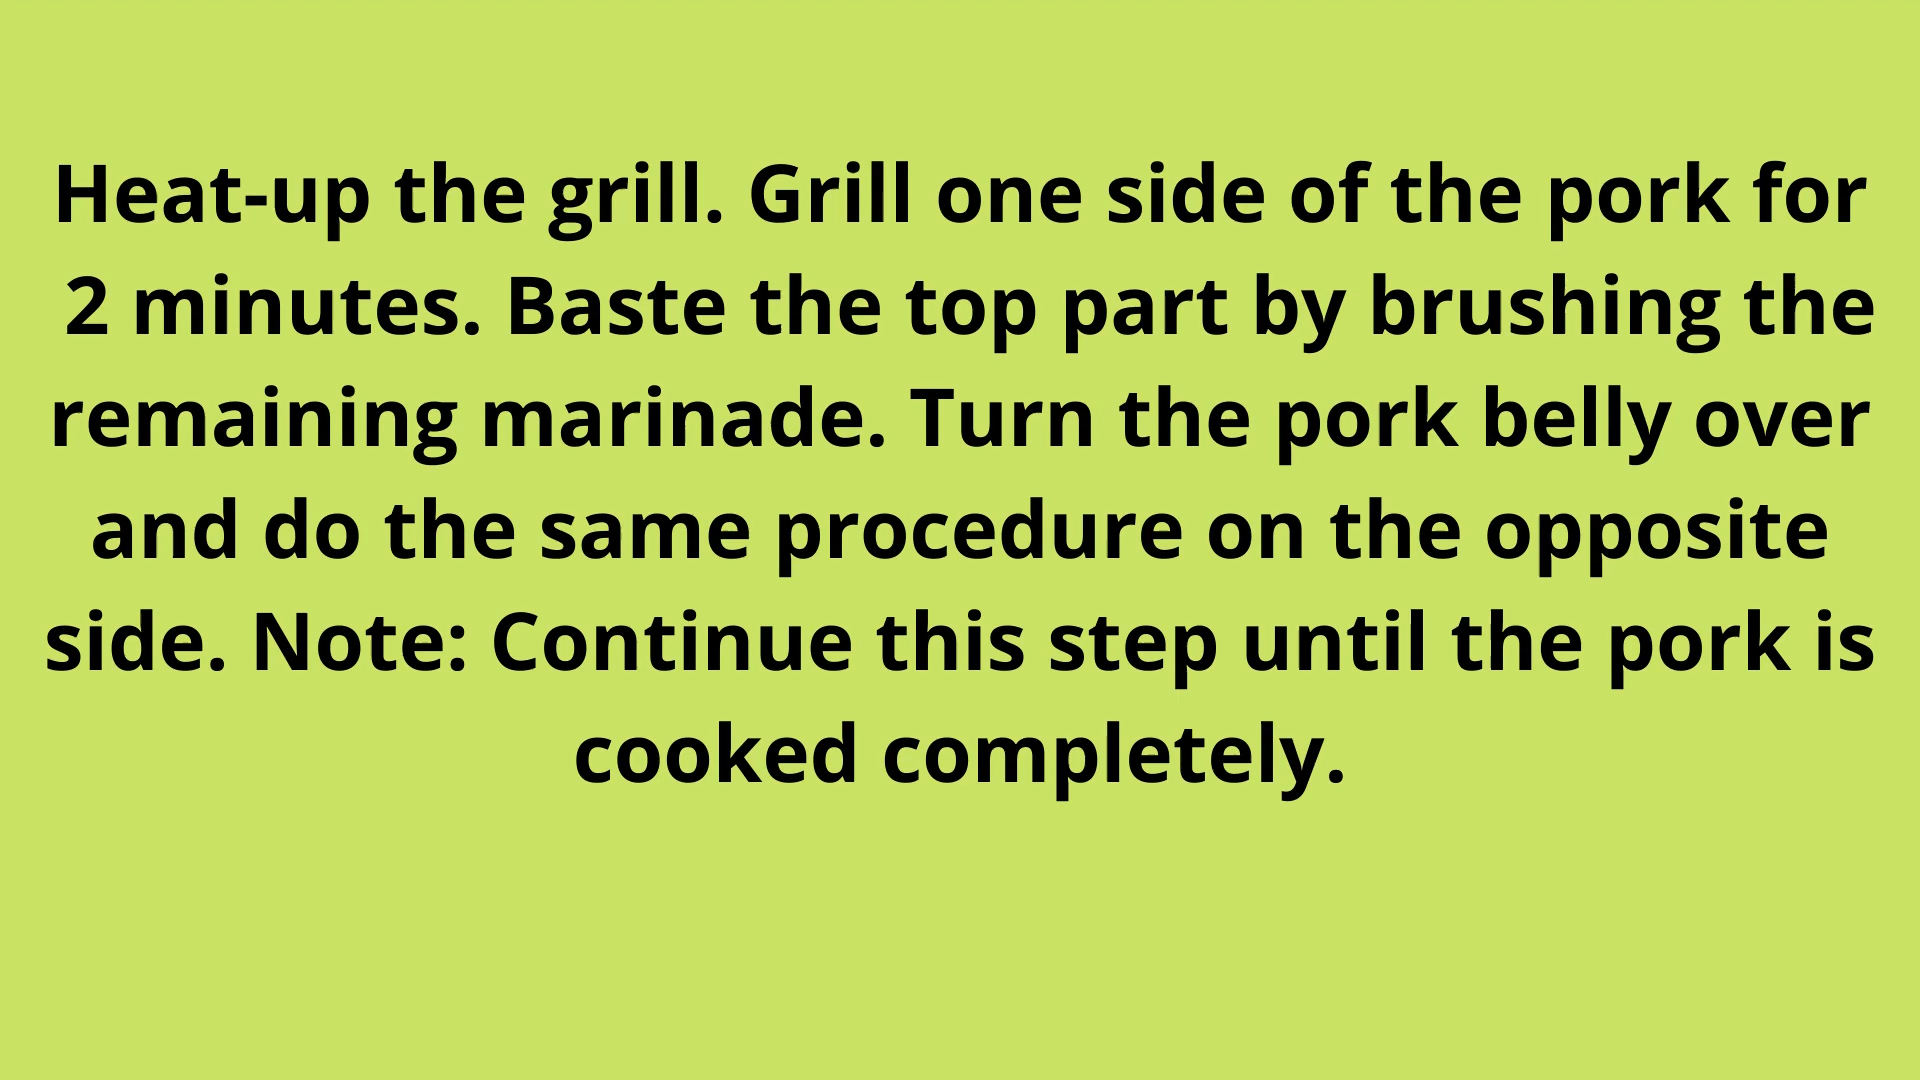 Heat-up the grill. Grill one side of the pork for
2 minutes. Baste the top part by brushing the
remaining marinade. Turn the pork belly over
and do the same procedure on the opposite
side. Note: Continue this step until the pork is
cooked completely.